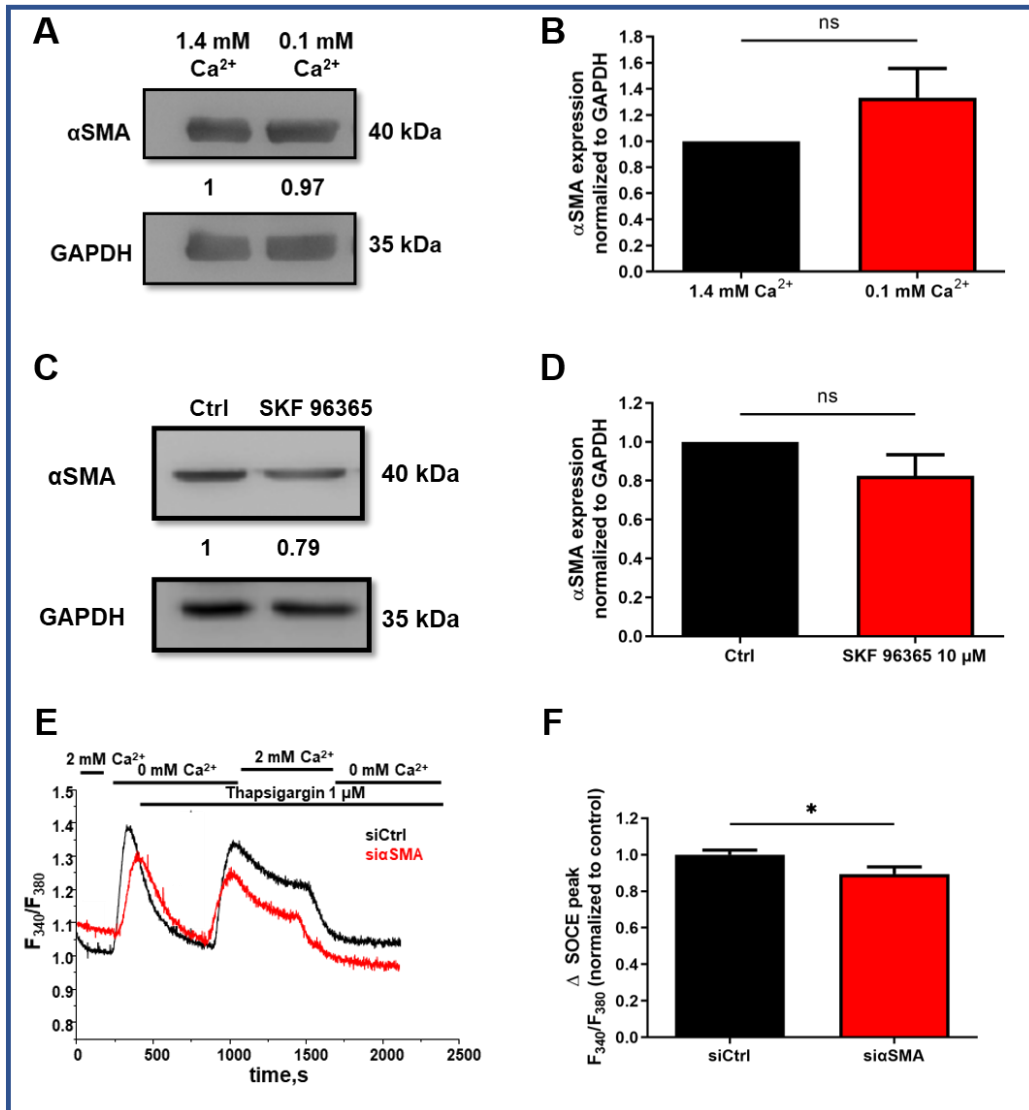 A
1.4 mM 0.1 mM
Ca²⁺ Ca²⁺
αSMA
40 kDa
1 0.97
GAPDH
35 kDa
B
ns
αSMA expression
normalized to GAPDH
1.8
1.6
1.4
1.2
1.0
0.8
0.6
0.4
0.2
0.0
1.4 mM Ca²⁺ 0.1 mM Ca²⁺
C
Ctrl SKF 96365
αSMA
40 kDa
1 0.79
GAPDH
35 kDa
D
ns
αSMA expression
normalized to GAPDH
1.2
1.0
0.8
0.6
0.4
0.2
0.0
Ctrl SKF 96365 10 µM
E
2 mM Ca²⁺ 0 mM Ca²⁺ 2 mM Ca²⁺ 0 mM Ca²⁺
Thapsigargin 1 µM
siCtrl
siαSMA
F₃₄₀/F₃₈₀
1.5
1.4
1.3
1.2
1.1
1.0
0.9
0.8
0 500 1000 1500 2000 2500
time,s
F
*
Δ SOCE peak
F₃₄₀/F₃₈₀ (normalized to control)
1.2
1.0
0.8
0.6
0.4
0.2
0.0
siCtrl siαSMA